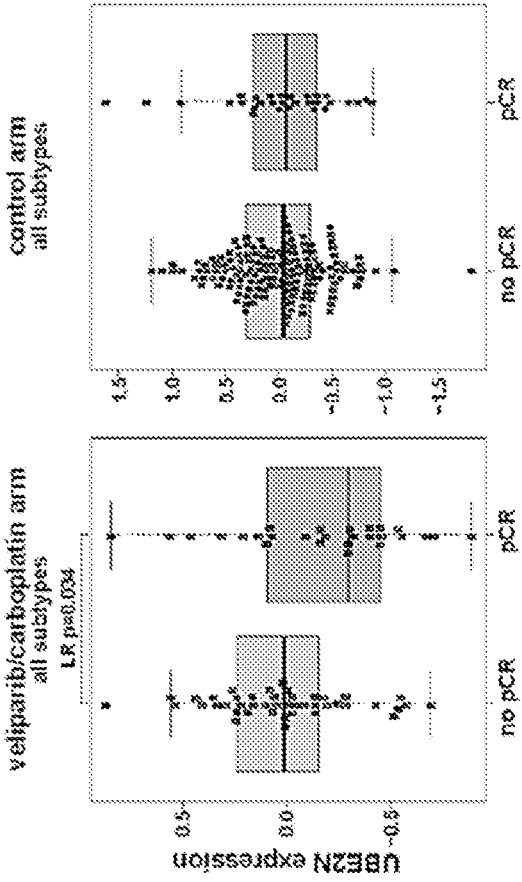 veliparib/carboplatin arm
all subtypes
LR p=0.034
UBE2N expression
0.5
0.0
-0.5
no pCR
pCR
control arm
all subtypes
1.5
1.0
0.5
0.0
-0.5
-1.0
-1.5
no pCR
pCR